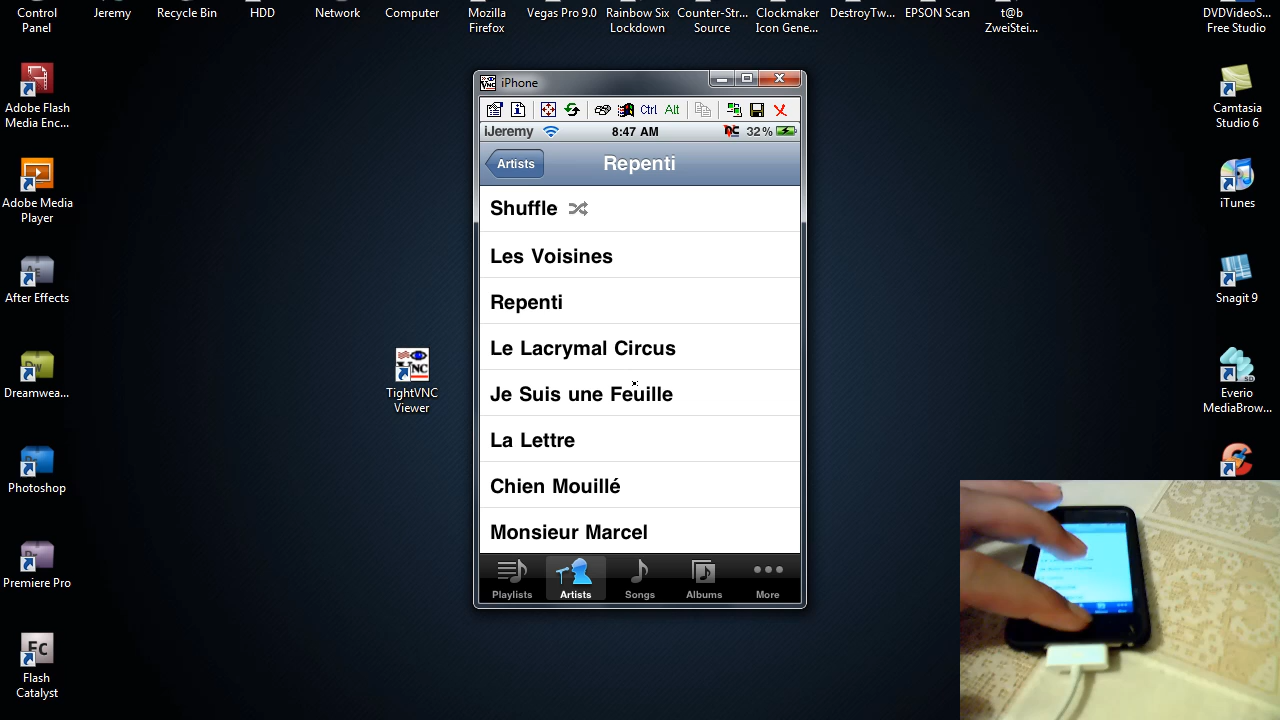 Control
Panel
Jeremy
Recycle Bin
HDD
Network
Computer
Mozilla
Firefox
Vegas Pro 9.0
Rainbow Six
Lockdown
Counter-Str...
Source
Clockmaker
Icon Gene...
DestroyTw...
EPSON Scan
t@b
ZweiStei...
DVDVideoS...
Free Studio
Adobe Flash
Media Enc...
Adobe Media
Player
After Effects
Dreamwea...
Photoshop
Premiere Pro
Flash
Catalyst
TightVNC
Viewer
iPhone
Ctrl Alt
iJeremy 8:47 AM 32%
Artists Repenti
Shuffle
Les Voisines
Repenti
Le Lacrymal Circus
Je Suis une Feuille
La Lettre
Chien Mouillé
Monsieur Marcel
Playlists Artists Songs Albums More
Camtasia
Studio 6
iTunes
Snagit 9
Everio
MediaBrow...